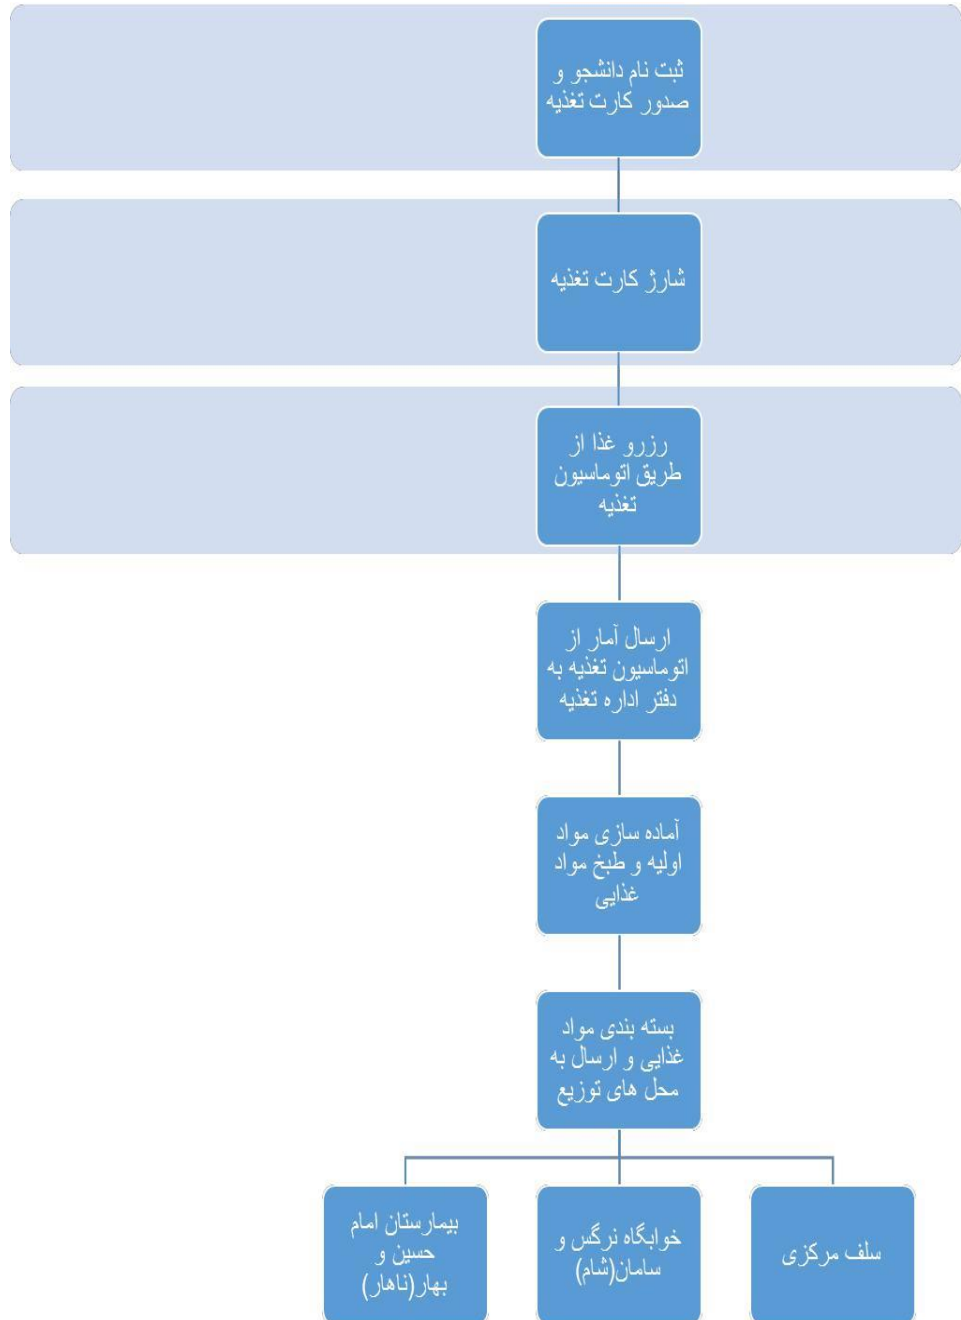 ثبت نام دانشجو و
صدور کارت تغذیه
شارژ کارت تغذیه
رزرو غذا از
طریق اتوماسیون
تغذیه
ارسال آمار از
اتوماسیون تغذیه به
دفتر اداره تغذیه
آماده سازی مواد
اولیه و طبخ مواد
غذایی
بسته بندی مواد
غذایی و ارسال به
محل های توزیع
سلف مرکزی
خوابگاه نرگس و
سامان(شام)
بیمارستان امام
حسین و
بهار(ناهار)